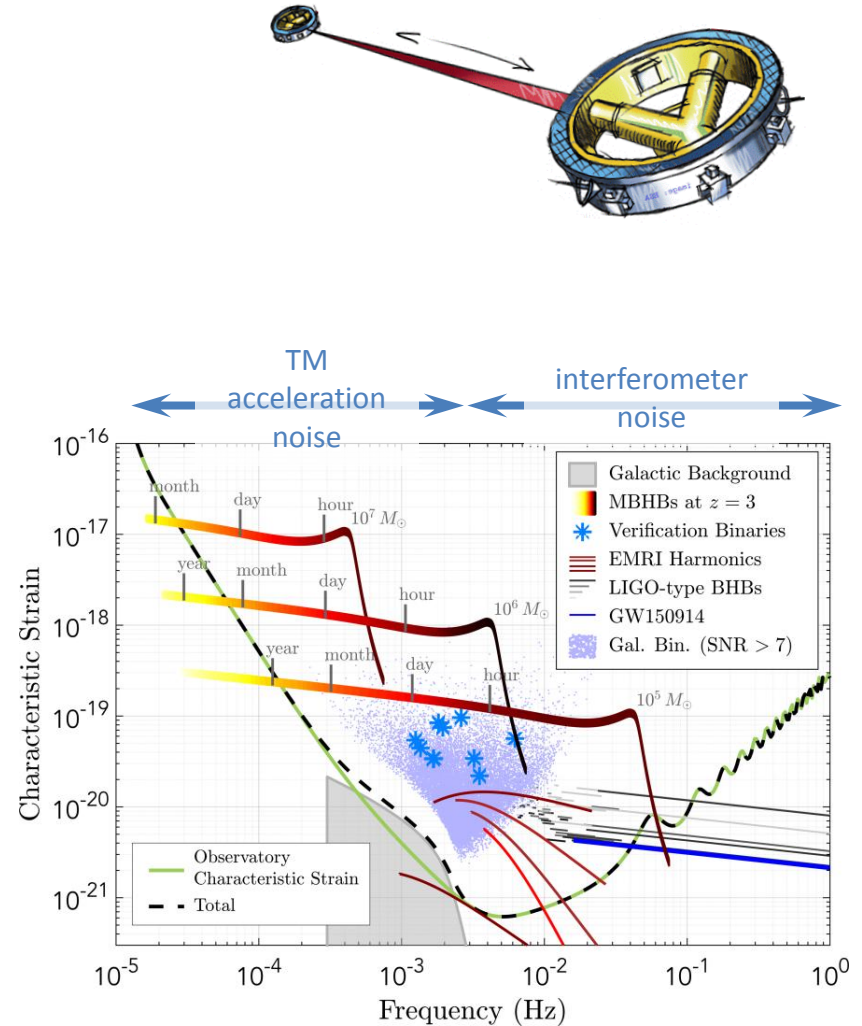 TM
acceleration
noise
interferometer
noise
10^-16
10^-17
10^-18
10^-19
10^-20
10^-21
Characteristic Strain
month
day
hour
10^7 M_⊙
year
month
day
hour
10^6 M_⊙
year
month
day
hour
10^5 M_⊙
Galactic Background
MBHBs at z = 3
Verification Binaries
EMRI Harmonics
LIGO-type BHBs
GW150914
Gal. Bin. (SNR > 7)
Observatory
Characteristic Strain
Total
10^-5
10^-4
10^-3
10^-2
10^-1
10^0
Frequency (Hz)